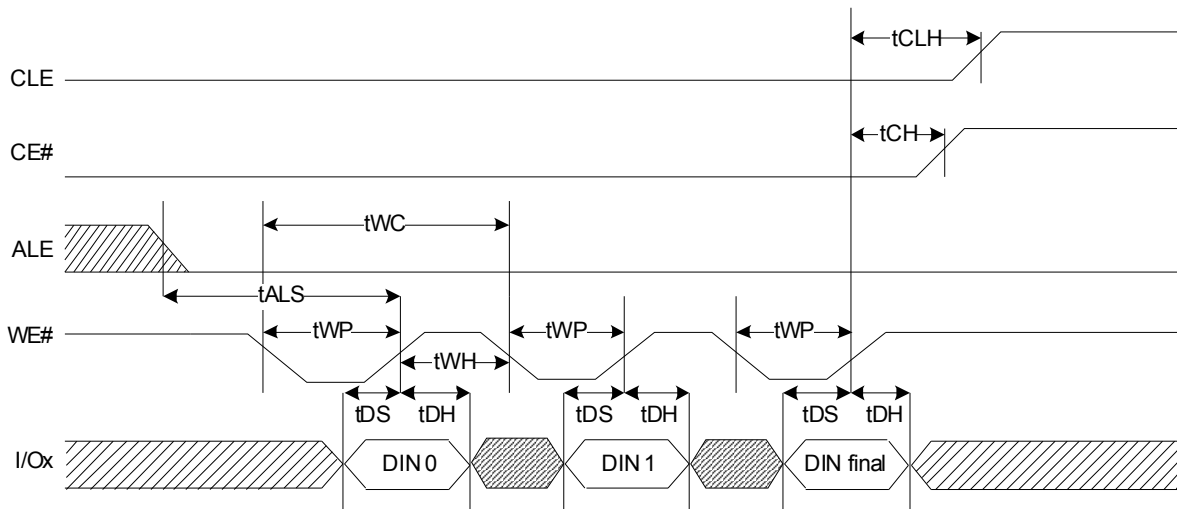 tCLH
CLE
tCH
CE#
tWC
ALE
tALS
WE#
tWP
tWP
tWP
tWH
tDS
tDH
tDS
tDH
tDS
tDH
I/Ox
DIN 0
DIN 1
DIN final